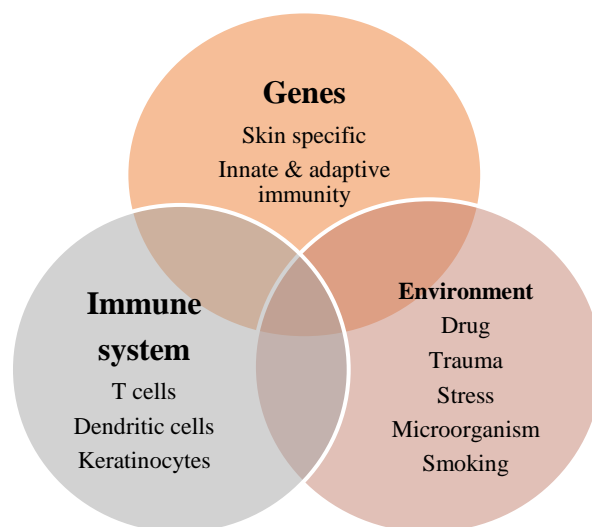 Genes
Skin specific
Innate & adaptive
immunity
Immune
system
T cells
Dendritic cells
Keratinocytes
Environment
Drug
Trauma
Stress
Microorganism
Smoking